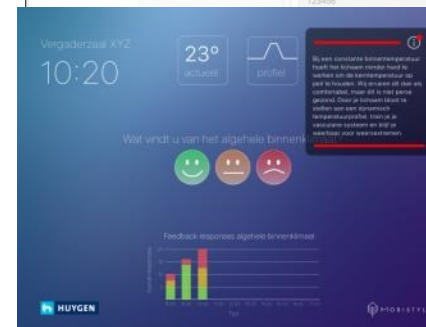 123456
Vergaderzaal XYZ
10:20
23°
actueel
profiel
Bij een constante binnentemperatuur
hoeft het lichaam minder hard te
werken om de kerntemperatuur op
peil te houden. Wij ervaren dit dan als
comfortabel, maar dit is niet perse
gezond. Door je lichaam bloot te
stellen aan een dynamisch
temperatuurprofiel, train je je
vasculaire systeem en blijf je
weerbaar voor weersextremen.
Wat vindt u van het algehele binnenklimaat?
Feedback responses algehele binnenklimaat
Tijd
HUYGEN
MOBISTYLE